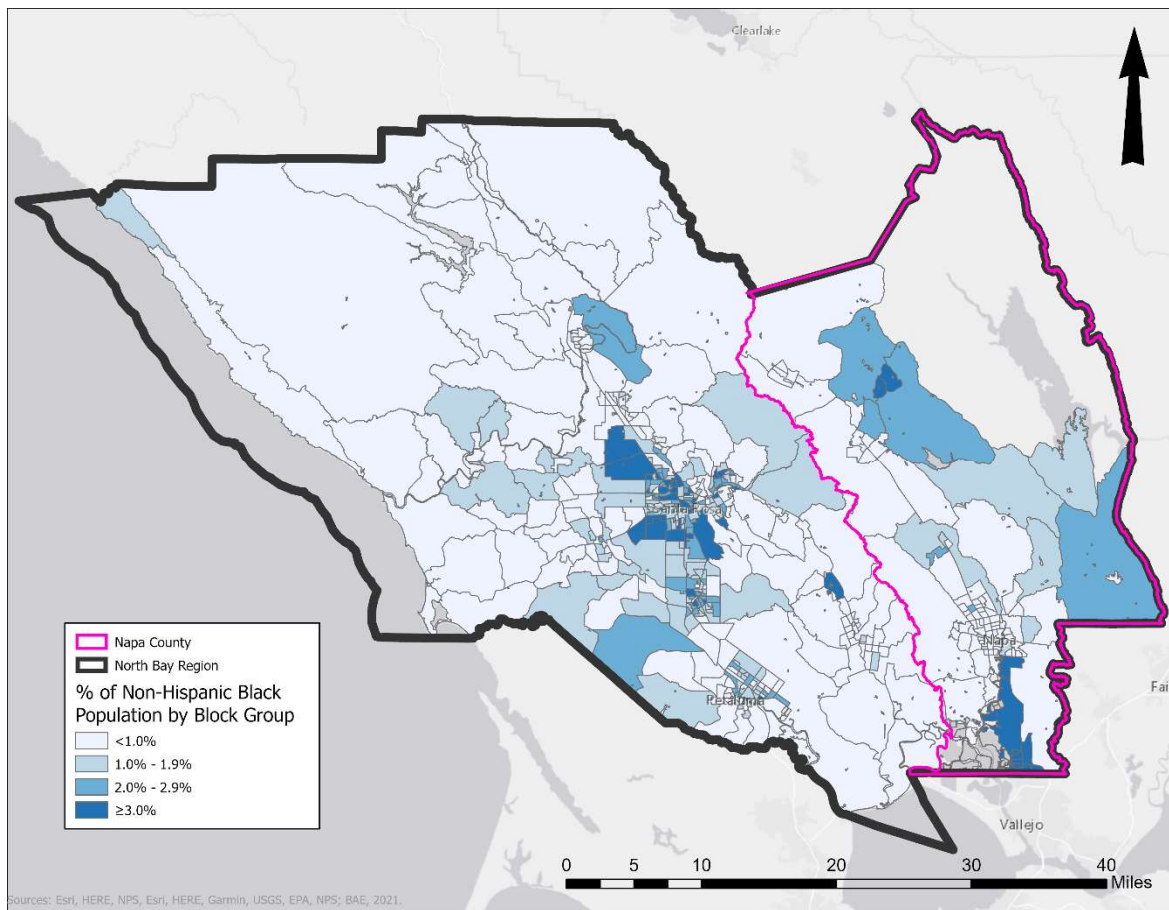 Clearlake
Santa Rosa
Napa
Petaluma
Fai
Vallejo
Napa County
North Bay Region
% of Non-Hispanic Black
Population by Block Group
<1.0%
1.0% - 1.9%
2.0% - 2.9%
≥3.0%
0 5 10 20 30 40
Miles
Sources: Esri, HERE, NPS, Esri, HERE, Garmin, USGS, EPA, NPS; BAE, 2021.